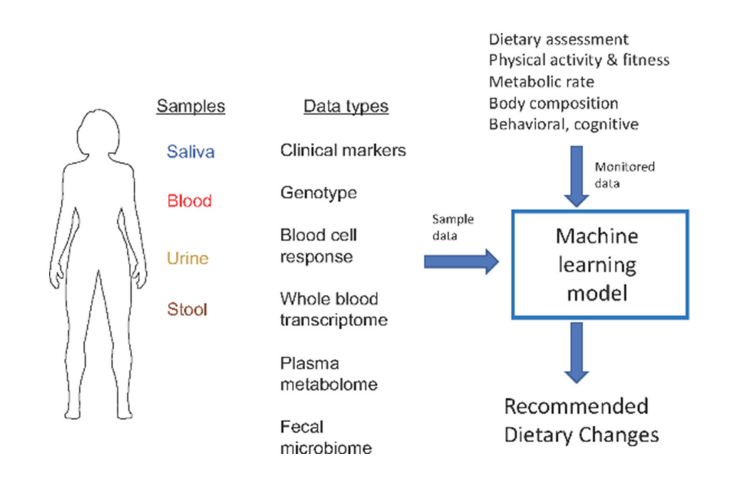 Samples
Saliva
Blood
Urine
Stool
Data types
Clinical markers
Genotype
Blood cell
response
Whole blood
transcriptome
Plasma
metabolome
Fecal
microbiome
Sample
data
Dietary assessment
Physical activity & fitness
Metabolic rate
Body composition
Behavioral, cognitive
Monitored
data
Machine
learning
model
Recommended
Dietary Changes